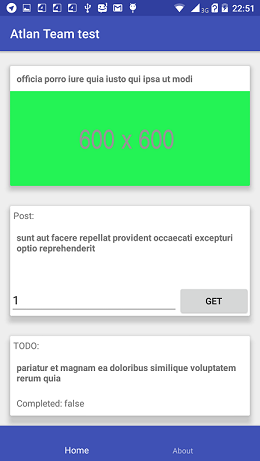 3G 22:51
Atlan Team test
officia porro iure quia iusto qui ipsa ut modi
600 x 600
Post:
sunt aut facere repellat provident occaecati excepturi
optio reprehenderit
1
GET
TODO:
pariatur et magnam ea doloribus similique voluptatem
rerum quia
Completed: false
Home About